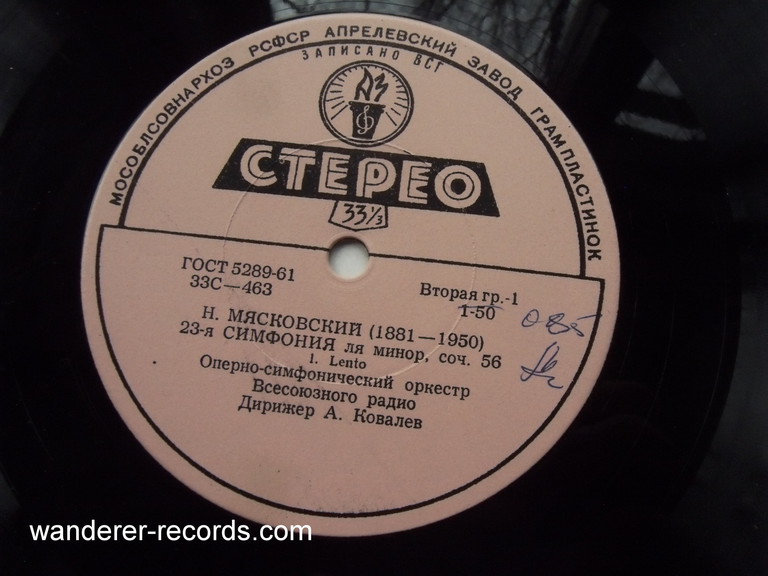 МОСОБЛСОВНАРХОЗ РСФСР АПРЕЛЕВСКИЙ ЗАВОД ГРАМПЛАСТИНОК
ЗАПИСАНО ВСГ
АЗ
СТЕРЕО
33⅓
ГОСТ 5289-61
33С—463
Вторая гр.-1
1-50
Н. МЯСКОВСКИЙ (1881—1950)
23-я СИМФОНИЯ ля минор, соч. 56
1. Lento
Оперно-симфонический оркестр
Всесоюзного радио
Дирижер А. Ковалев
wanderer-records.com